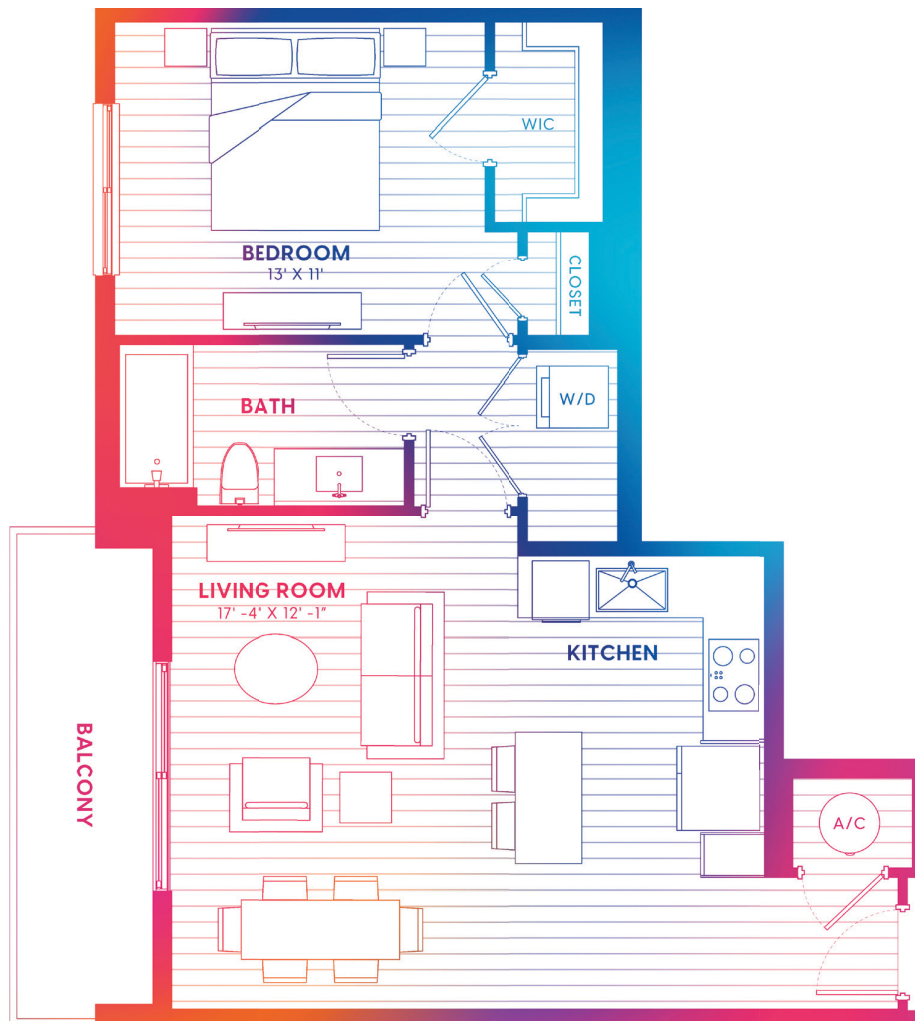 WIC
BEDROOM
13' X 11'
CLOSET
BATH
W/D
LIVING ROOM
17' -4' X 12' -1"
KITCHEN
BALCONY
A/C